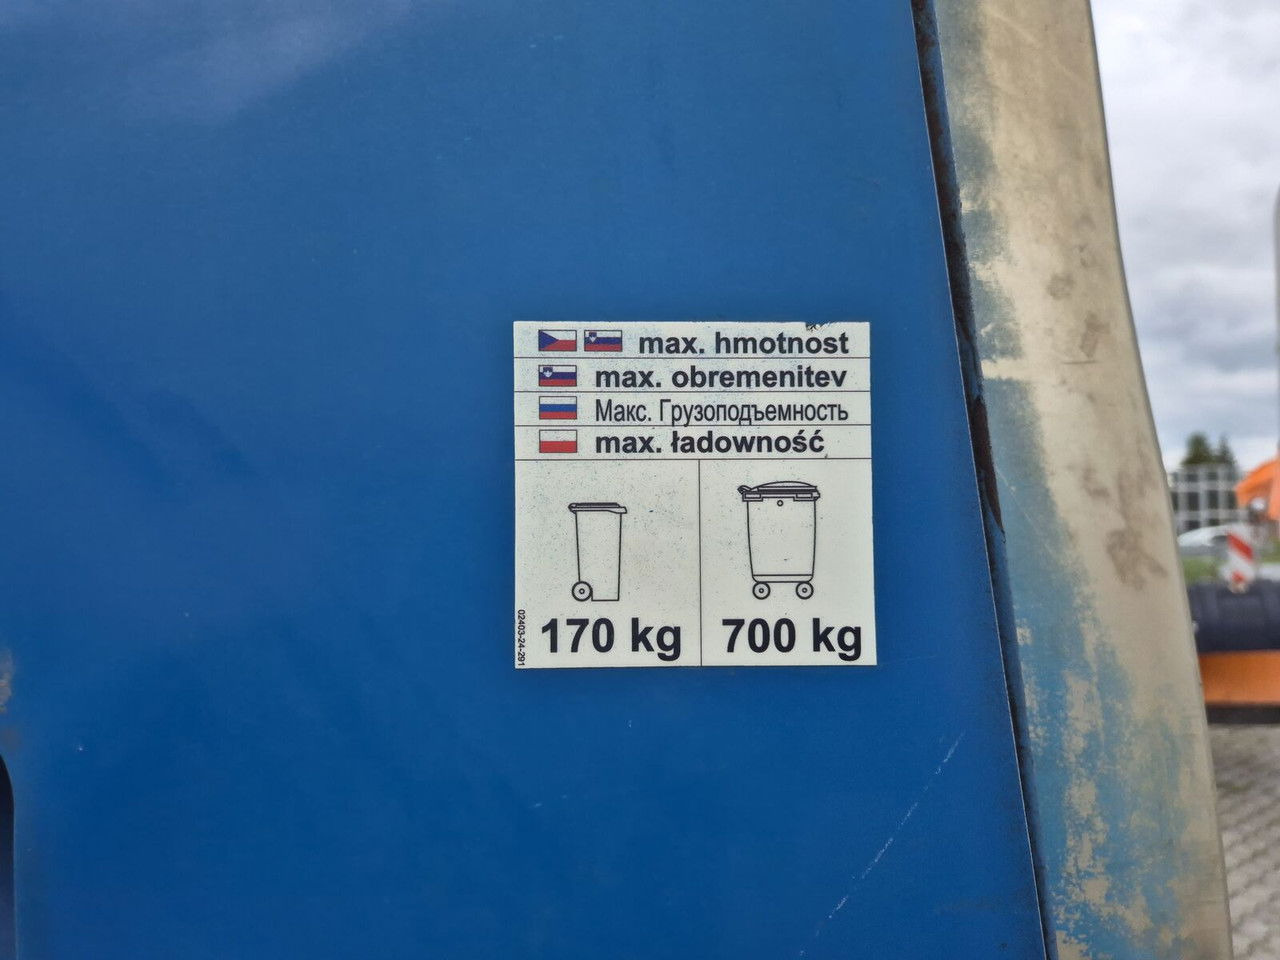 max. hmotnost
max. obremenitev
Макс. Грузоподъемность
max. ładowność
170 kg
700 kg
02403-24-291